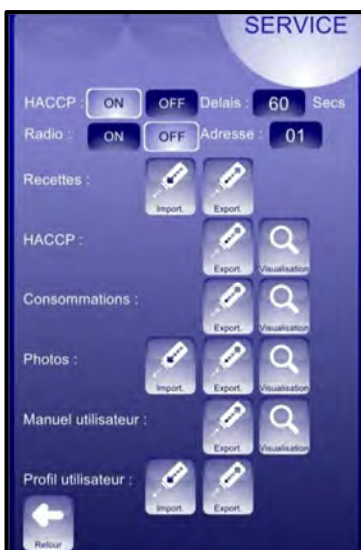 SERVICE
HACCP : ON OFF Delais : 60 Secs
Radio : ON OFF Adresse : 01
Recettes :
Import. Export.
HACCP :
Export. Visualisation
Consommations :
Export. Visualisation
Photos :
Import. Export. Visualisation
Manuel utilisateur :
Export. Visualisation
Profil utilisateur :
Import. Export.
Retour